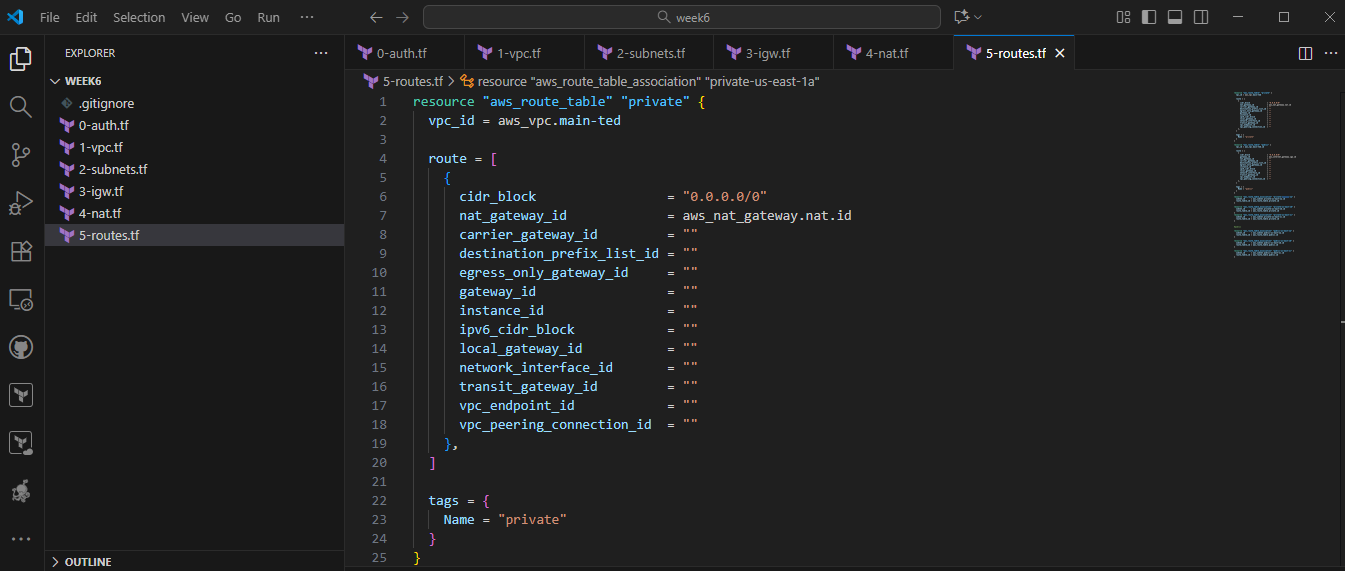 File Edit Selection View Go Run ···
week6
EXPLORER ···
WEEK6
.gitignore
0-auth.tf
1-vpc.tf
2-subnets.tf
3-igw.tf
4-nat.tf
5-routes.tf
OUTLINE
0-auth.tf 1-vpc.tf 2-subnets.tf 3-igw.tf 4-nat.tf 5-routes.tf
5-routes.tf > resource "aws_route_table_association" "private-us-east-1a"
1 resource "aws_route_table" "private" {
2 vpc_id = aws_vpc.main-ted
3
4 route = [
5 {
6 cidr_block = "0.0.0.0/0"
7 nat_gateway_id = aws_nat_gateway.nat.id
8 carrier_gateway_id = ""
9 destination_prefix_list_id = ""
10 egress_only_gateway_id = ""
11 gateway_id = ""
12 instance_id = ""
13 ipv6_cidr_block = ""
14 local_gateway_id = ""
15 network_interface_id = ""
16 transit_gateway_id = ""
17 vpc_endpoint_id = ""
18 vpc_peering_connection_id = ""
19 },
20 ]
21
22 tags = {
23 Name = "private"
24 }
25 }